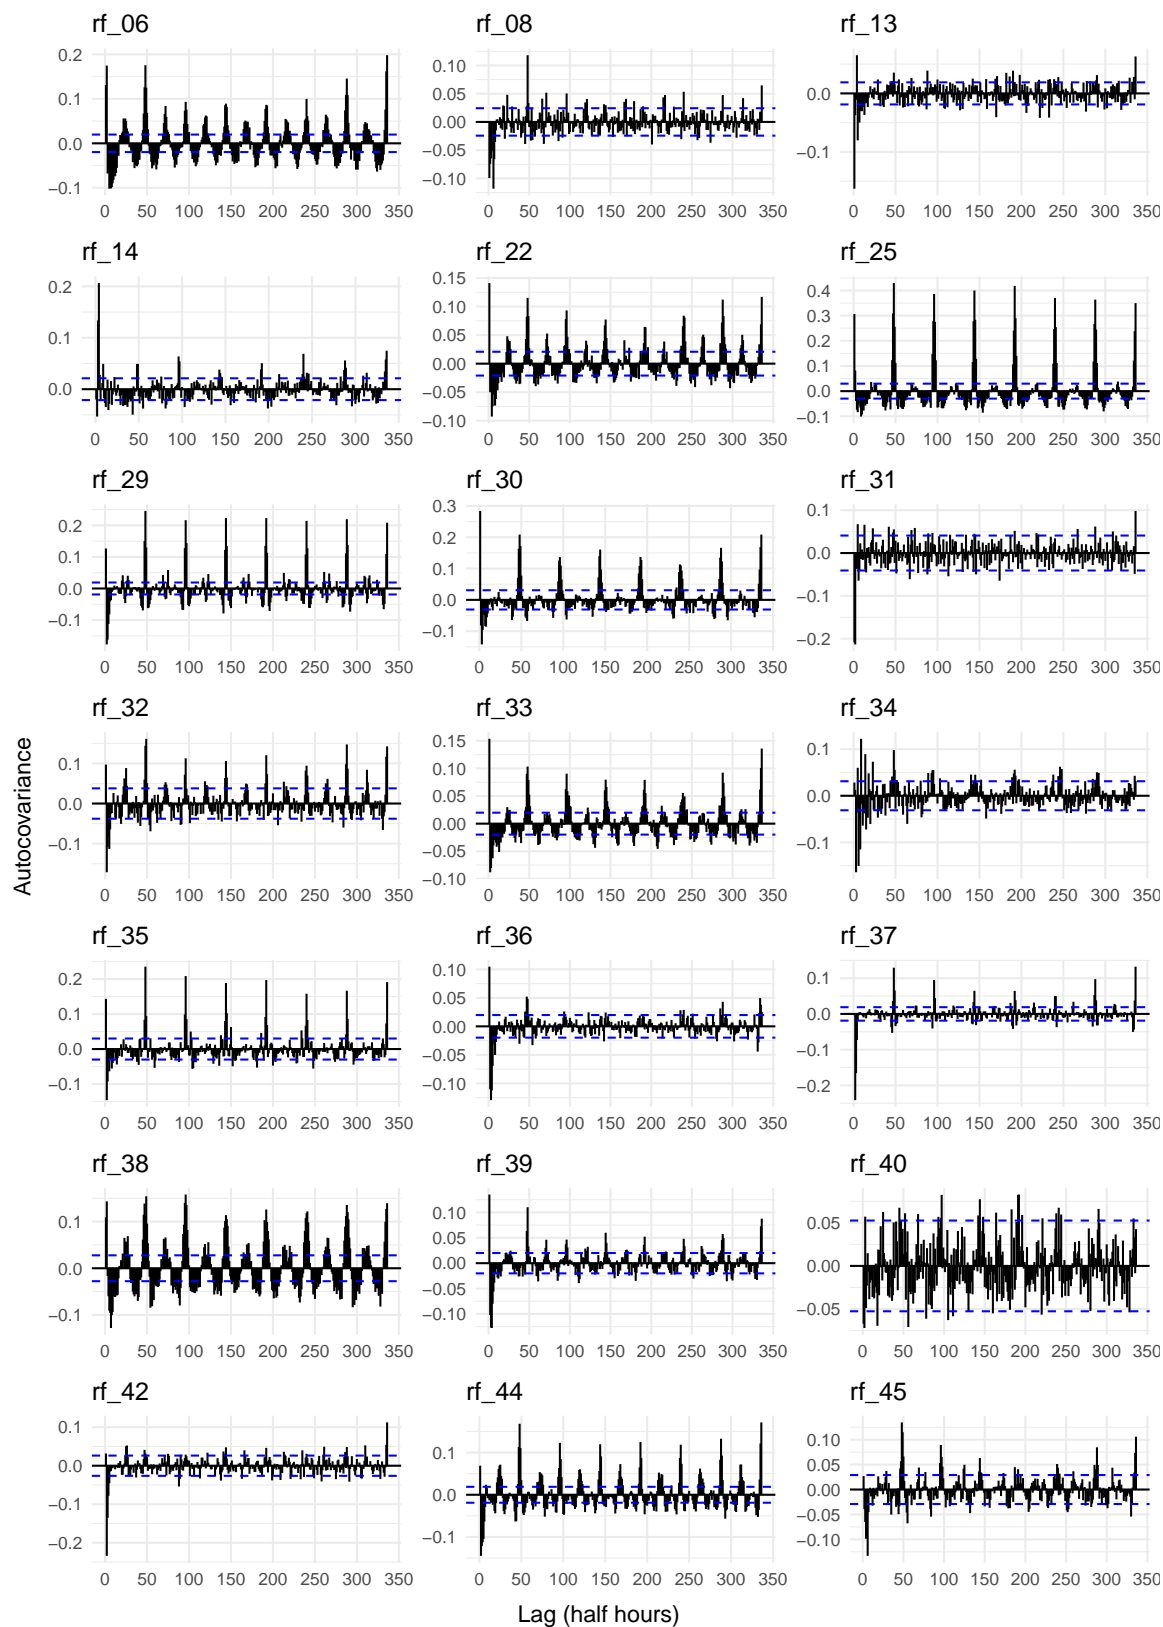 rf_06 rf_08 rf_13
0.2 0.1 0.0 −0.1
0.10 0.05 0.00 −0.05 −0.10
0.0 −0.1
0 50 100 150 200 250 300 350 0 50 100 150 200 250 300 350 0 50 100 150 200 250 300 350
rf_14 rf_22 rf_25
0.2 0.1 0.0
0.15 0.10 0.05 0.00 −0.05 −0.10
0.4 0.3 0.2 0.1 0.0 −0.1
0 50 100 150 200 250 300 350 0 50 100 150 200 250 300 350 0 50 100 150 200 250 300 350
rf_29 rf_30 rf_31
0.2 0.1 0.0 −0.1
0.3 0.2 0.1 0.0 −0.1
0.1 0.0 −0.1 −0.2
0 50 100 150 200 250 300 350 0 50 100 150 200 250 300 350 0 50 100 150 200 250 300 350
rf_32 rf_33 rf_34
0.1 0.0 −0.1
0.15 0.10 0.05 0.00 −0.05 −0.10
0.1 0.0 −0.1
0 50 100 150 200 250 300 350 0 50 100 150 200 250 300 350 0 50 100 150 200 250 300 350
Autocovariance
rf_35 rf_36 rf_37
0.2 0.1 0.0 −0.1
0.10 0.05 0.00 −0.05 −0.10
0.1 0.0 −0.1 −0.2
0 50 100 150 200 250 300 350 0 50 100 150 200 250 300 350 0 50 100 150 200 250 300 350
rf_38 rf_39 rf_40
0.1 0.0 −0.1
0.10 0.05 0.00 −0.05 −0.10
0.05 0.00 −0.05
0 50 100 150 200 250 300 350 0 50 100 150 200 250 300 350 0 50 100 150 200 250 300 350
rf_42 rf_44 rf_45
0.1 0.0 −0.1 −0.2
0.1 0.0 −0.1
0.10 0.05 0.00 −0.05 −0.10
0 50 100 150 200 250 300 350 0 50 100 150 200 250 300 350 0 50 100 150 200 250 300 350
Lag (half hours)